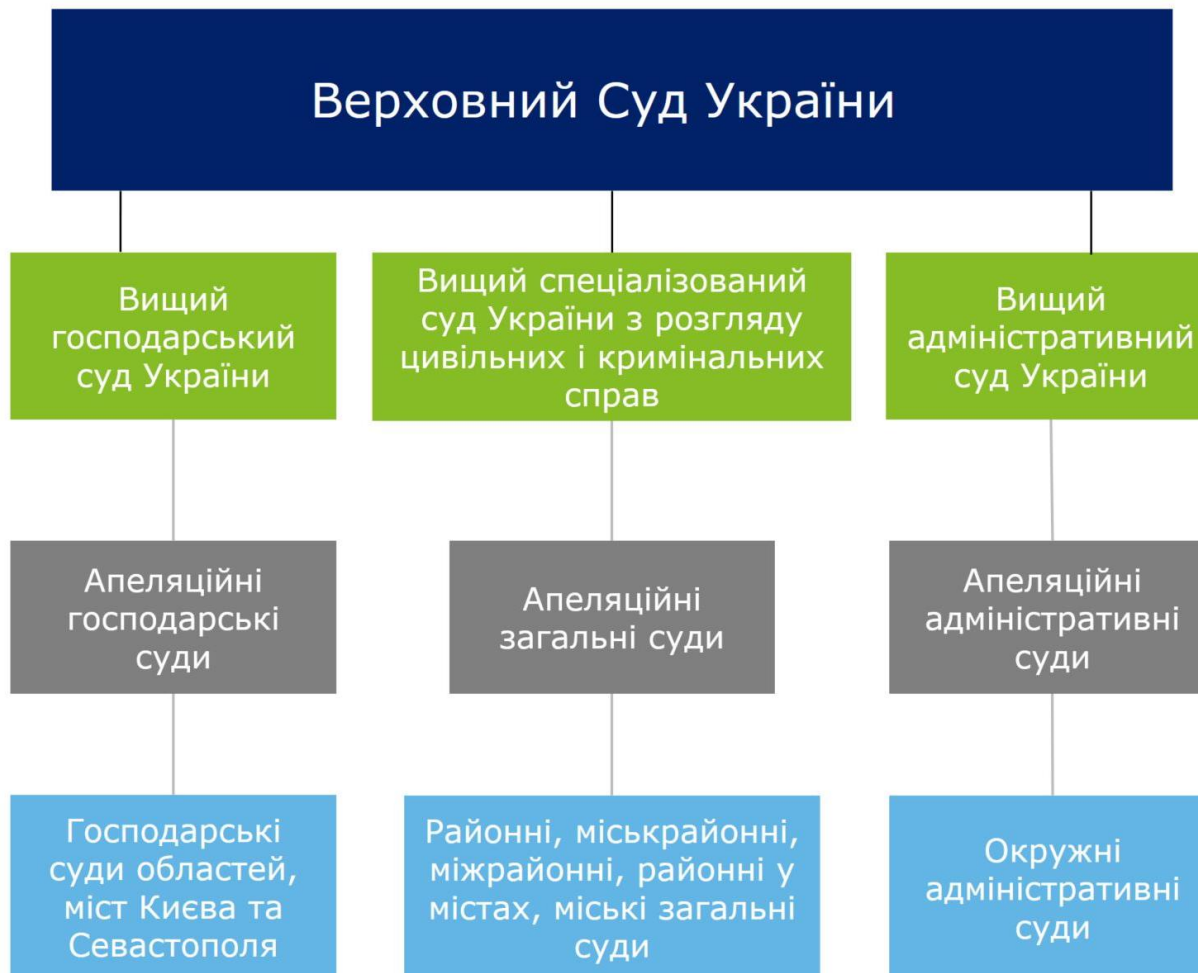 Верховний Суд України
Вищий
господарський
суд України
Вищий спеціалізований
суд України з розгляду
цивільних і кримінальних
справ
Вищий
адміністративний
суд України
Апеляційні
господарські
суди
Апеляційні
загальні суди
Апеляційні
адміністративні
суди
Господарські
суди областей,
міст Києва та
Севастополя
Районні, міськрайонні,
міжрайонні, районні у
містах, міські загальні
суди
Окружні
адміністративні
суди